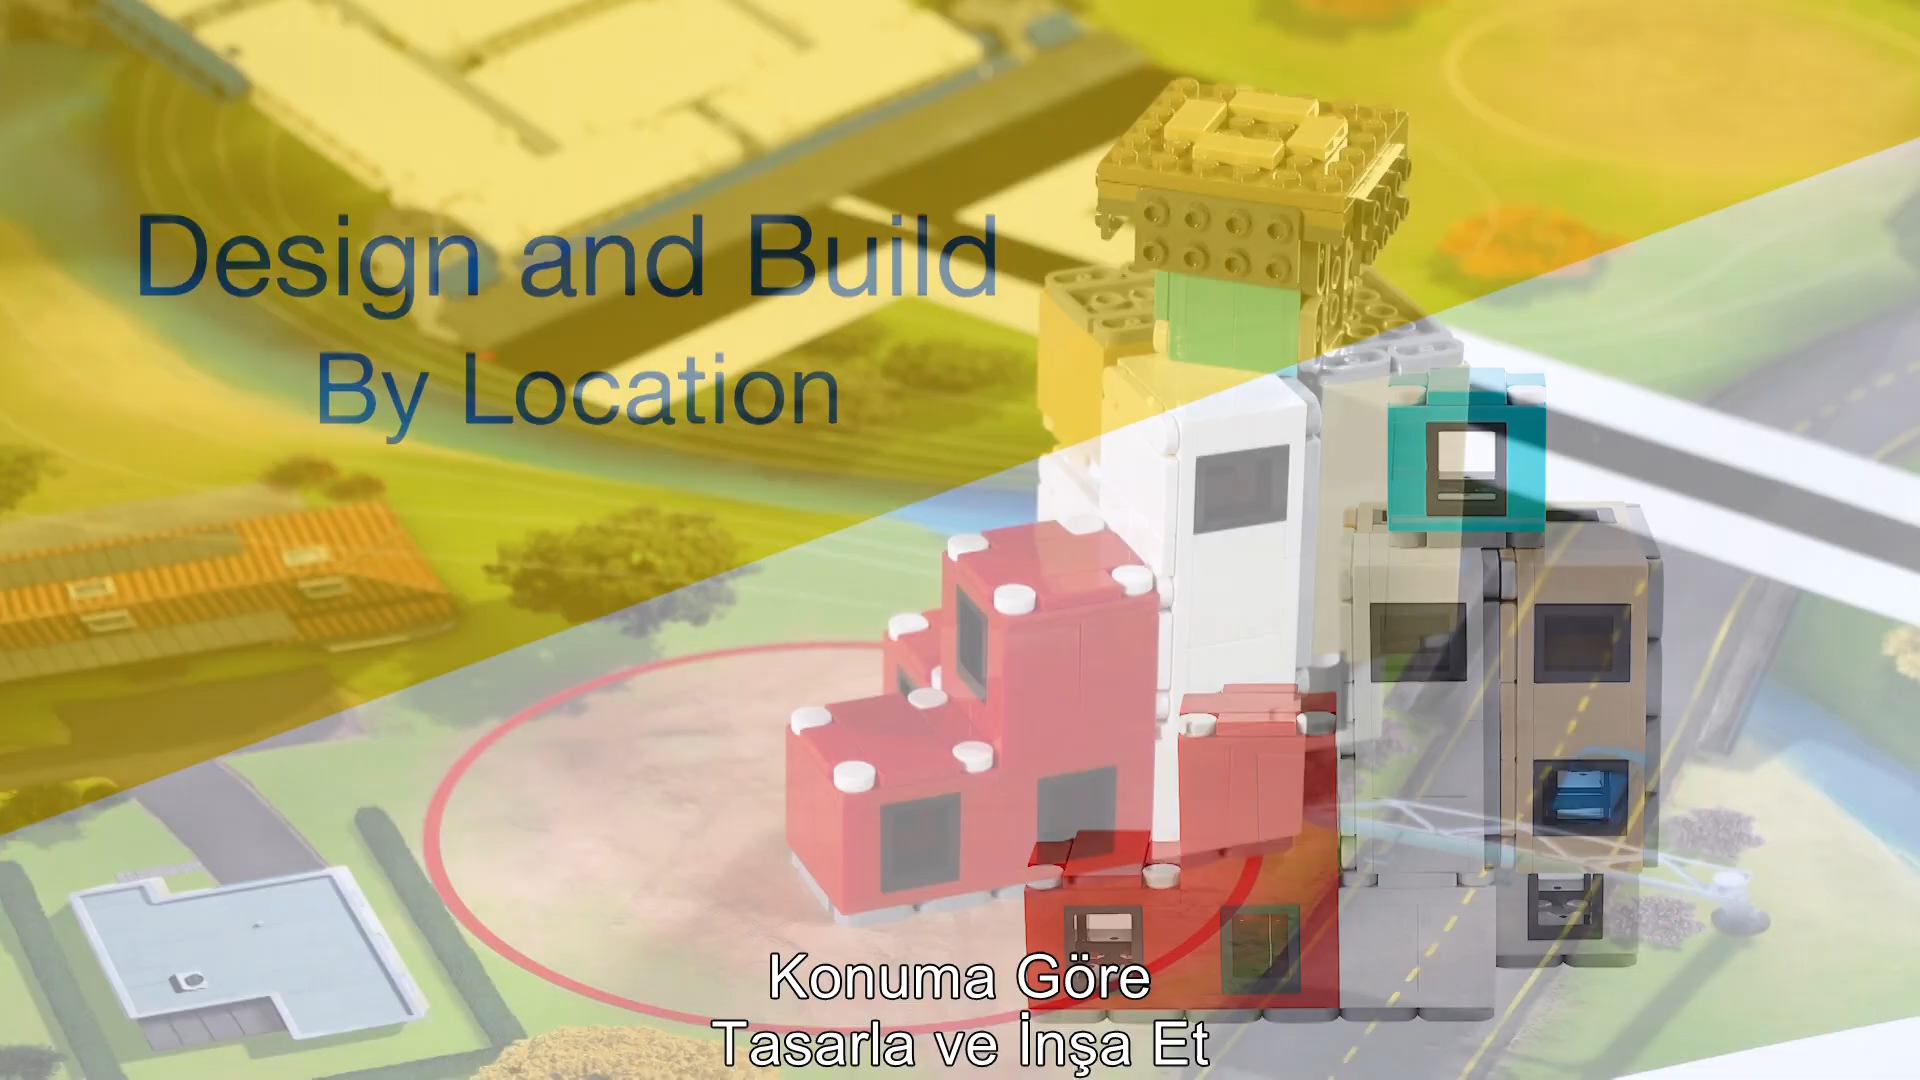 Design and Build
By Location
Konuma Göre
Tasarla ve İnşa Et